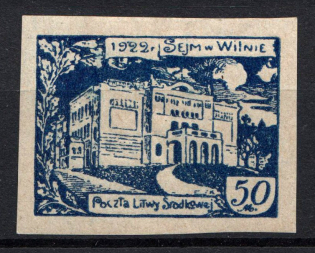 1922 r. SEJM w WILNIE
50
M.
Poczta Litwy Środkowej